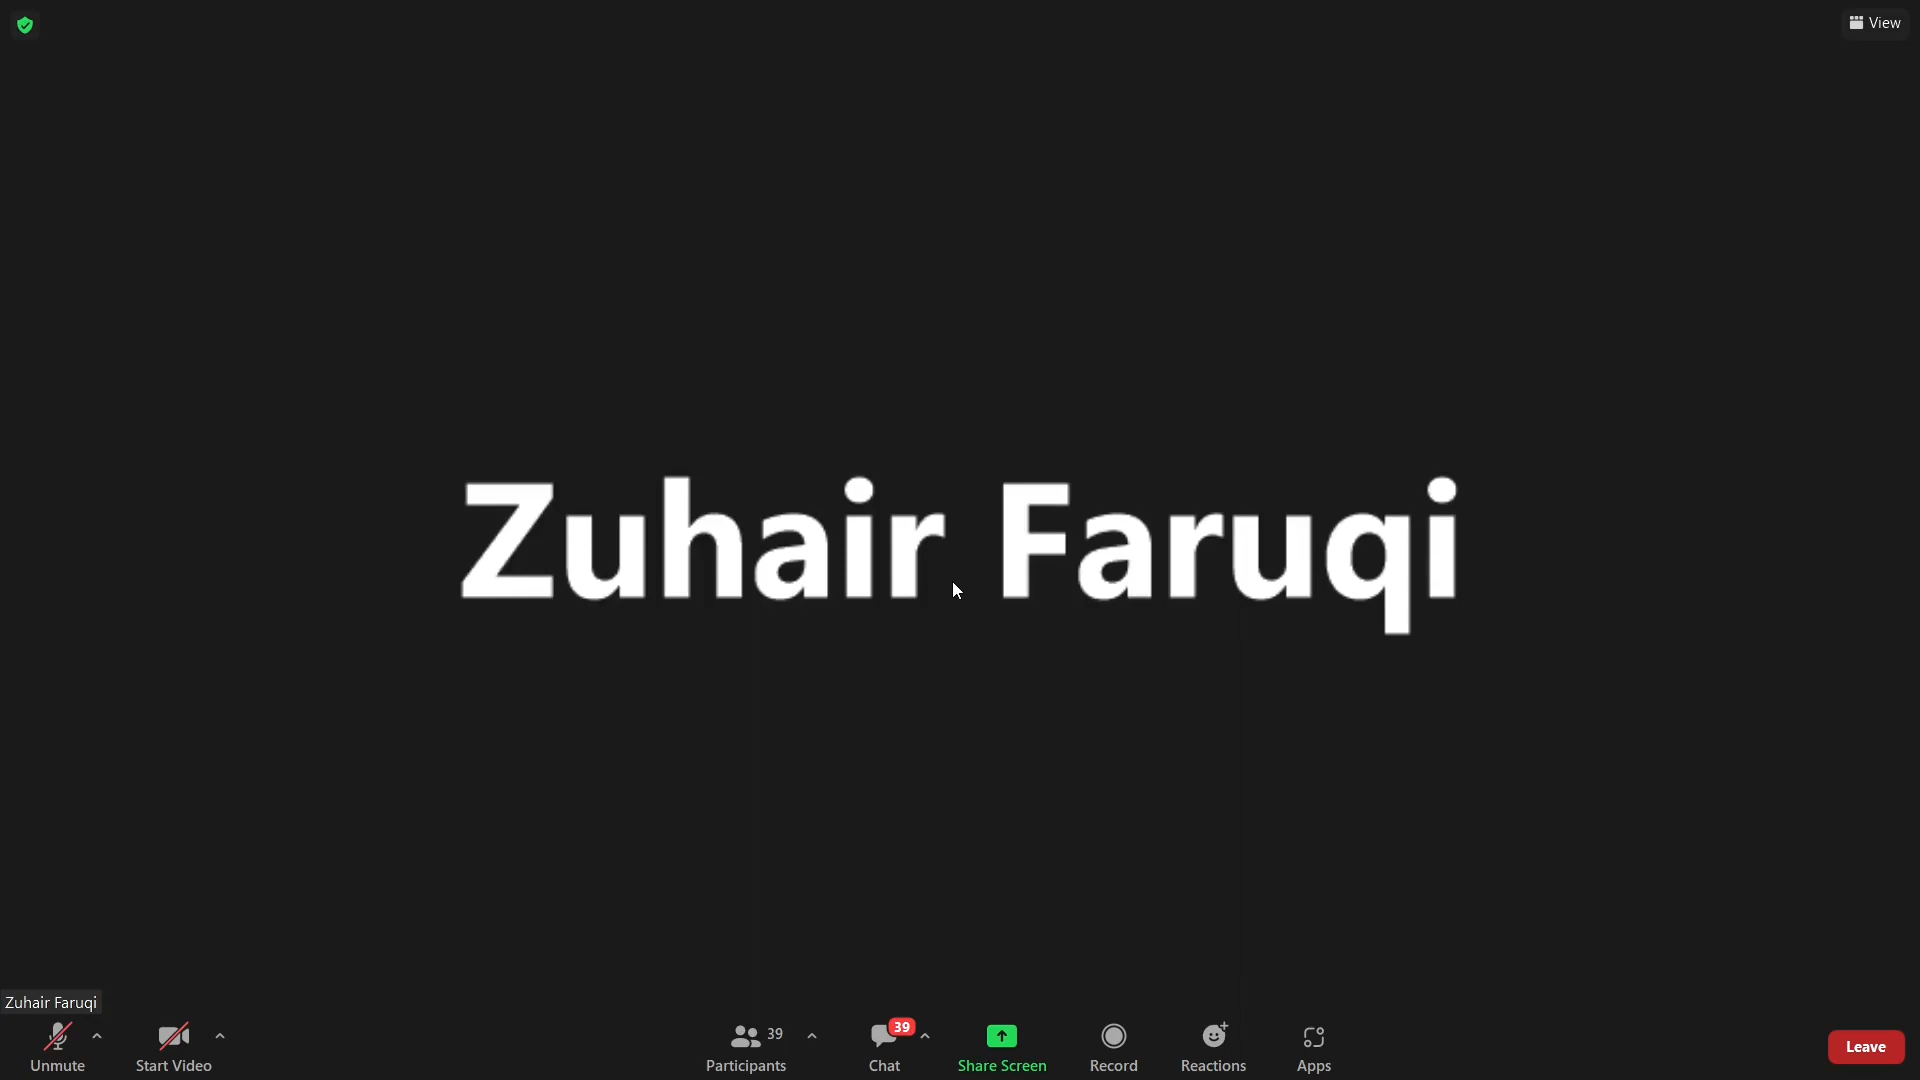 View
Zuhair Faruqi
Zuhair Faruqi
Unmute
Start Video
39
Participants
39
Chat
Share Screen
Record
Reactions
Apps
Leave